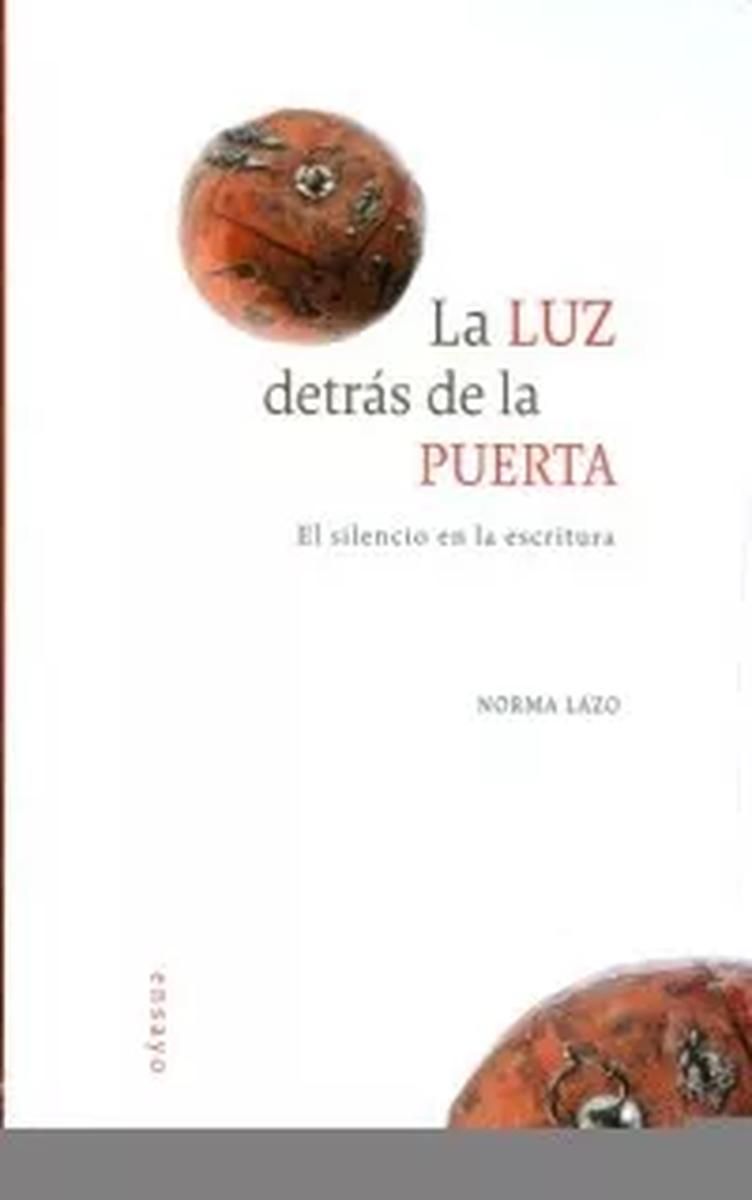 La LUZ
detrás de la
PUERTA
El silencio en la escritura
NORMA LAZO
ensayo